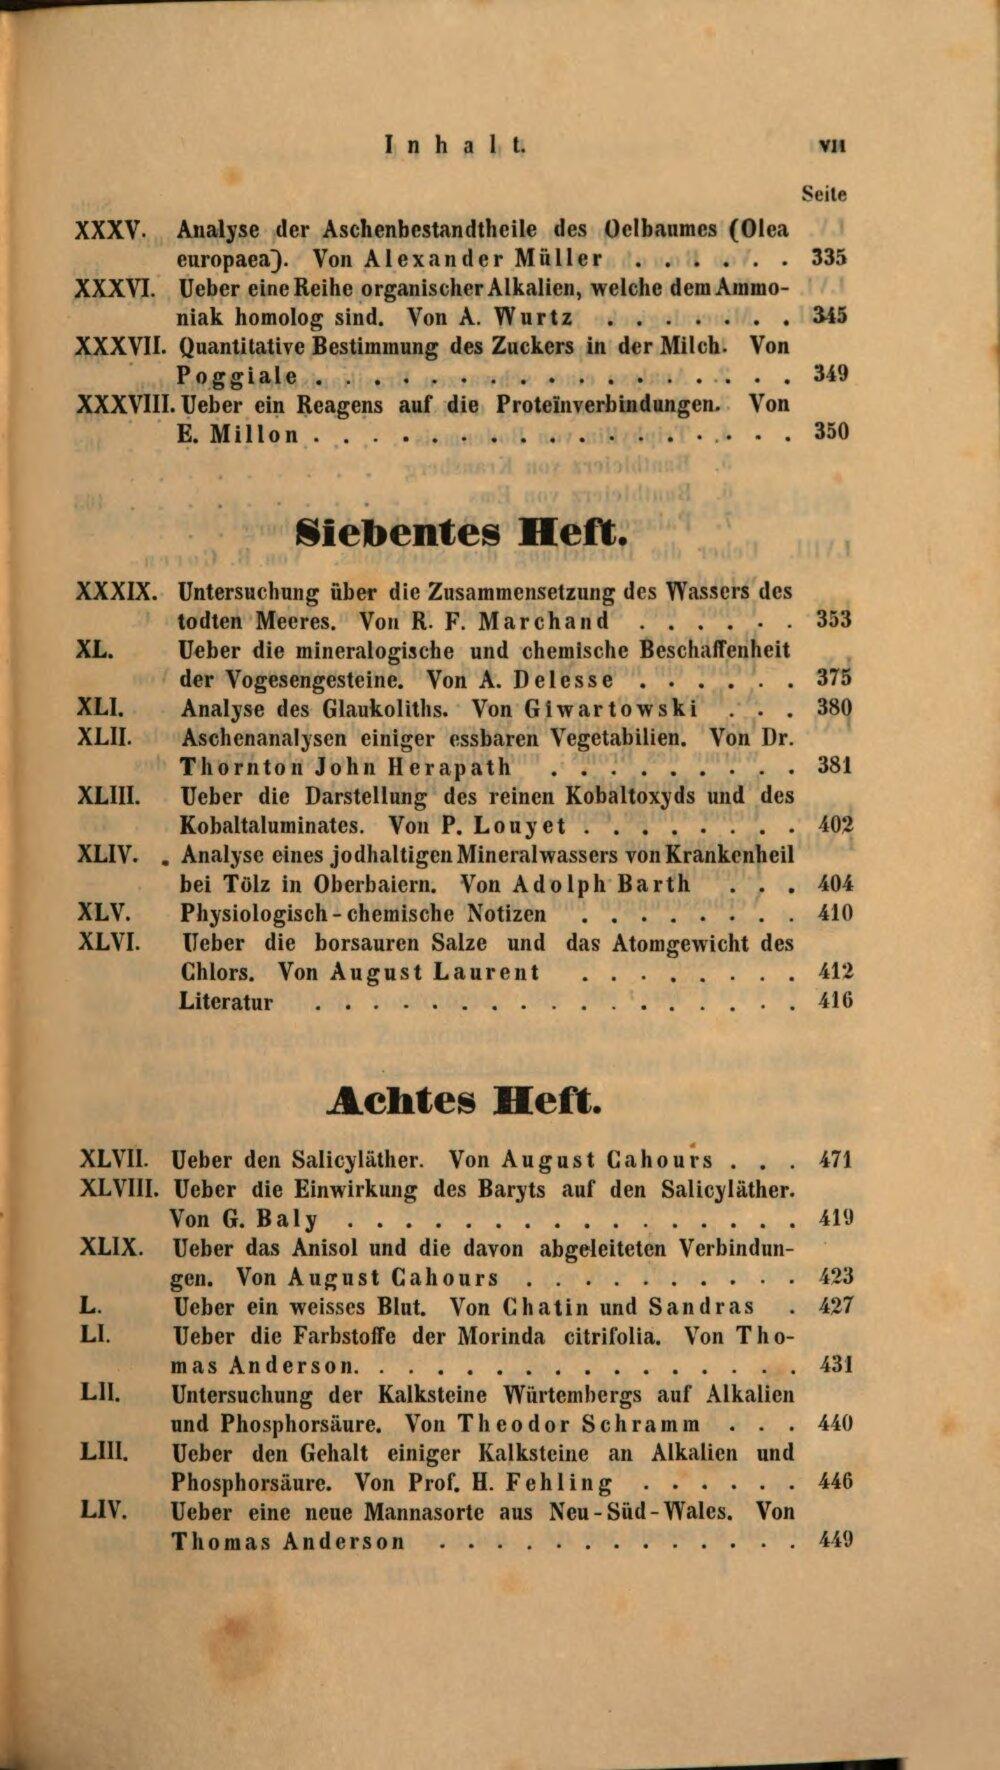 Inhalt. VII
Seite
XXXV. Analyse der Aschenbestandtheile des Oelbaumes (Olea
europaea). Von Alexander Müller . . . . . . 335
XXXVI. Ueber eine Reihe organischer Alkalien, welche dem Ammo-
niak homolog sind. Von A. Wurtz . . . . . . . 345
XXXVII. Quantitative Bestimmung des Zuckers in der Milch. Von
Poggiale . . . . . . . . . . . . . . . . . 349
XXXVIII. Ueber ein Reagens auf die Proteïnverbindungen. Von
E. Millon . . . . . . . . . . . . . . . . . 350
Siebentes Heft.
XXXIX. Untersuchung über die Zusammensetzung des Wassers des
todten Meeres. Von R. F. Marchand . . . . . . 353
XL. Ueber die mineralogische und chemische Beschaffenheit
der Vogesengesteine. Von A. Delesse . . . . . . 375
XLI. Analyse des Glaukoliths. Von Giwartowski . . . 380
XLII. Aschenanalysen einiger essbaren Vegetabilien. Von Dr.
Thornton John Herapath . . . . . . . . . 381
XLIII. Ueber die Darstellung des reinen Kobaltoxyds und des
Kobaltaluminates. Von P. Louyet . . . . . . . . 402
XLIV. Analyse eines jodhaltigen Mineralwassers von Krankenheil
bei Tölz in Oberbaiern. Von Adolph Barth . . . 404
XLV. Physiologisch-chemische Notizen . . . . . . . . 410
XLVI. Ueber die borsauren Salze und das Atomgewicht des
Chlors. Von August Laurent . . . . . . . . 412
Literatur . . . . . . . . . . . . . . . . . 416
Achtes Heft.
XLVII. Ueber den Salicyläther. Von August Cahours . . . 471
XLVIII. Ueber die Einwirkung des Baryts auf den Salicyläther.
Von G. Baly . . . . . . . . . . . . . . . . 419
XLIX. Ueber das Anisol und die davon abgeleiteten Verbindun-
gen. Von August Cahours . . . . . . . . . . 423
L. Ueber ein weisses Blut. Von Chatin und Sandras . 427
LI. Ueber die Farbstoffe der Morinda citrifolia. Von Tho-
mas Anderson. . . . . . . . . . . . . . . . 431
LII. Untersuchung der Kalksteine Würtembergs auf Alkalien
und Phosphorsäure. Von Theodor Schramm . . . 440
LIII. Ueber den Gehalt einiger Kalksteine an Alkalien und
Phosphorsäure. Von Prof. H. Fehling . . . . . . 446
LIV. Ueber eine neue Mannasorte aus Neu-Süd-Wales. Von
Thomas Anderson . . . . . . . . . . . . . 449